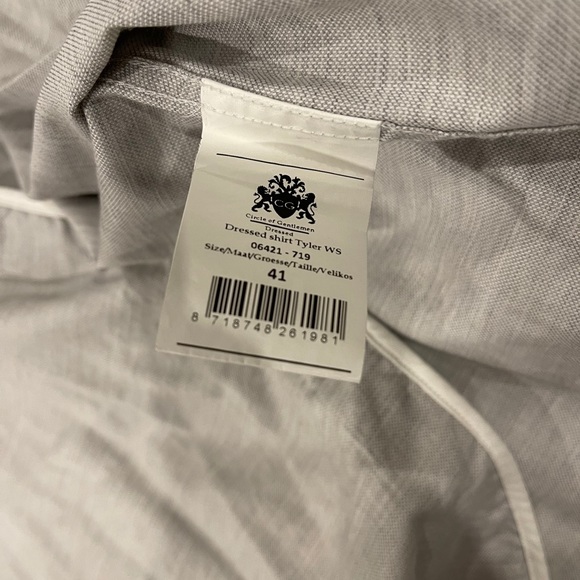 CG
Circle of Gentlemen
Dressed
Dressed shirt Tyler WS
06421 - 719
Size/Maat/Groesse/Taille/Velikos
41
8 718748 261981